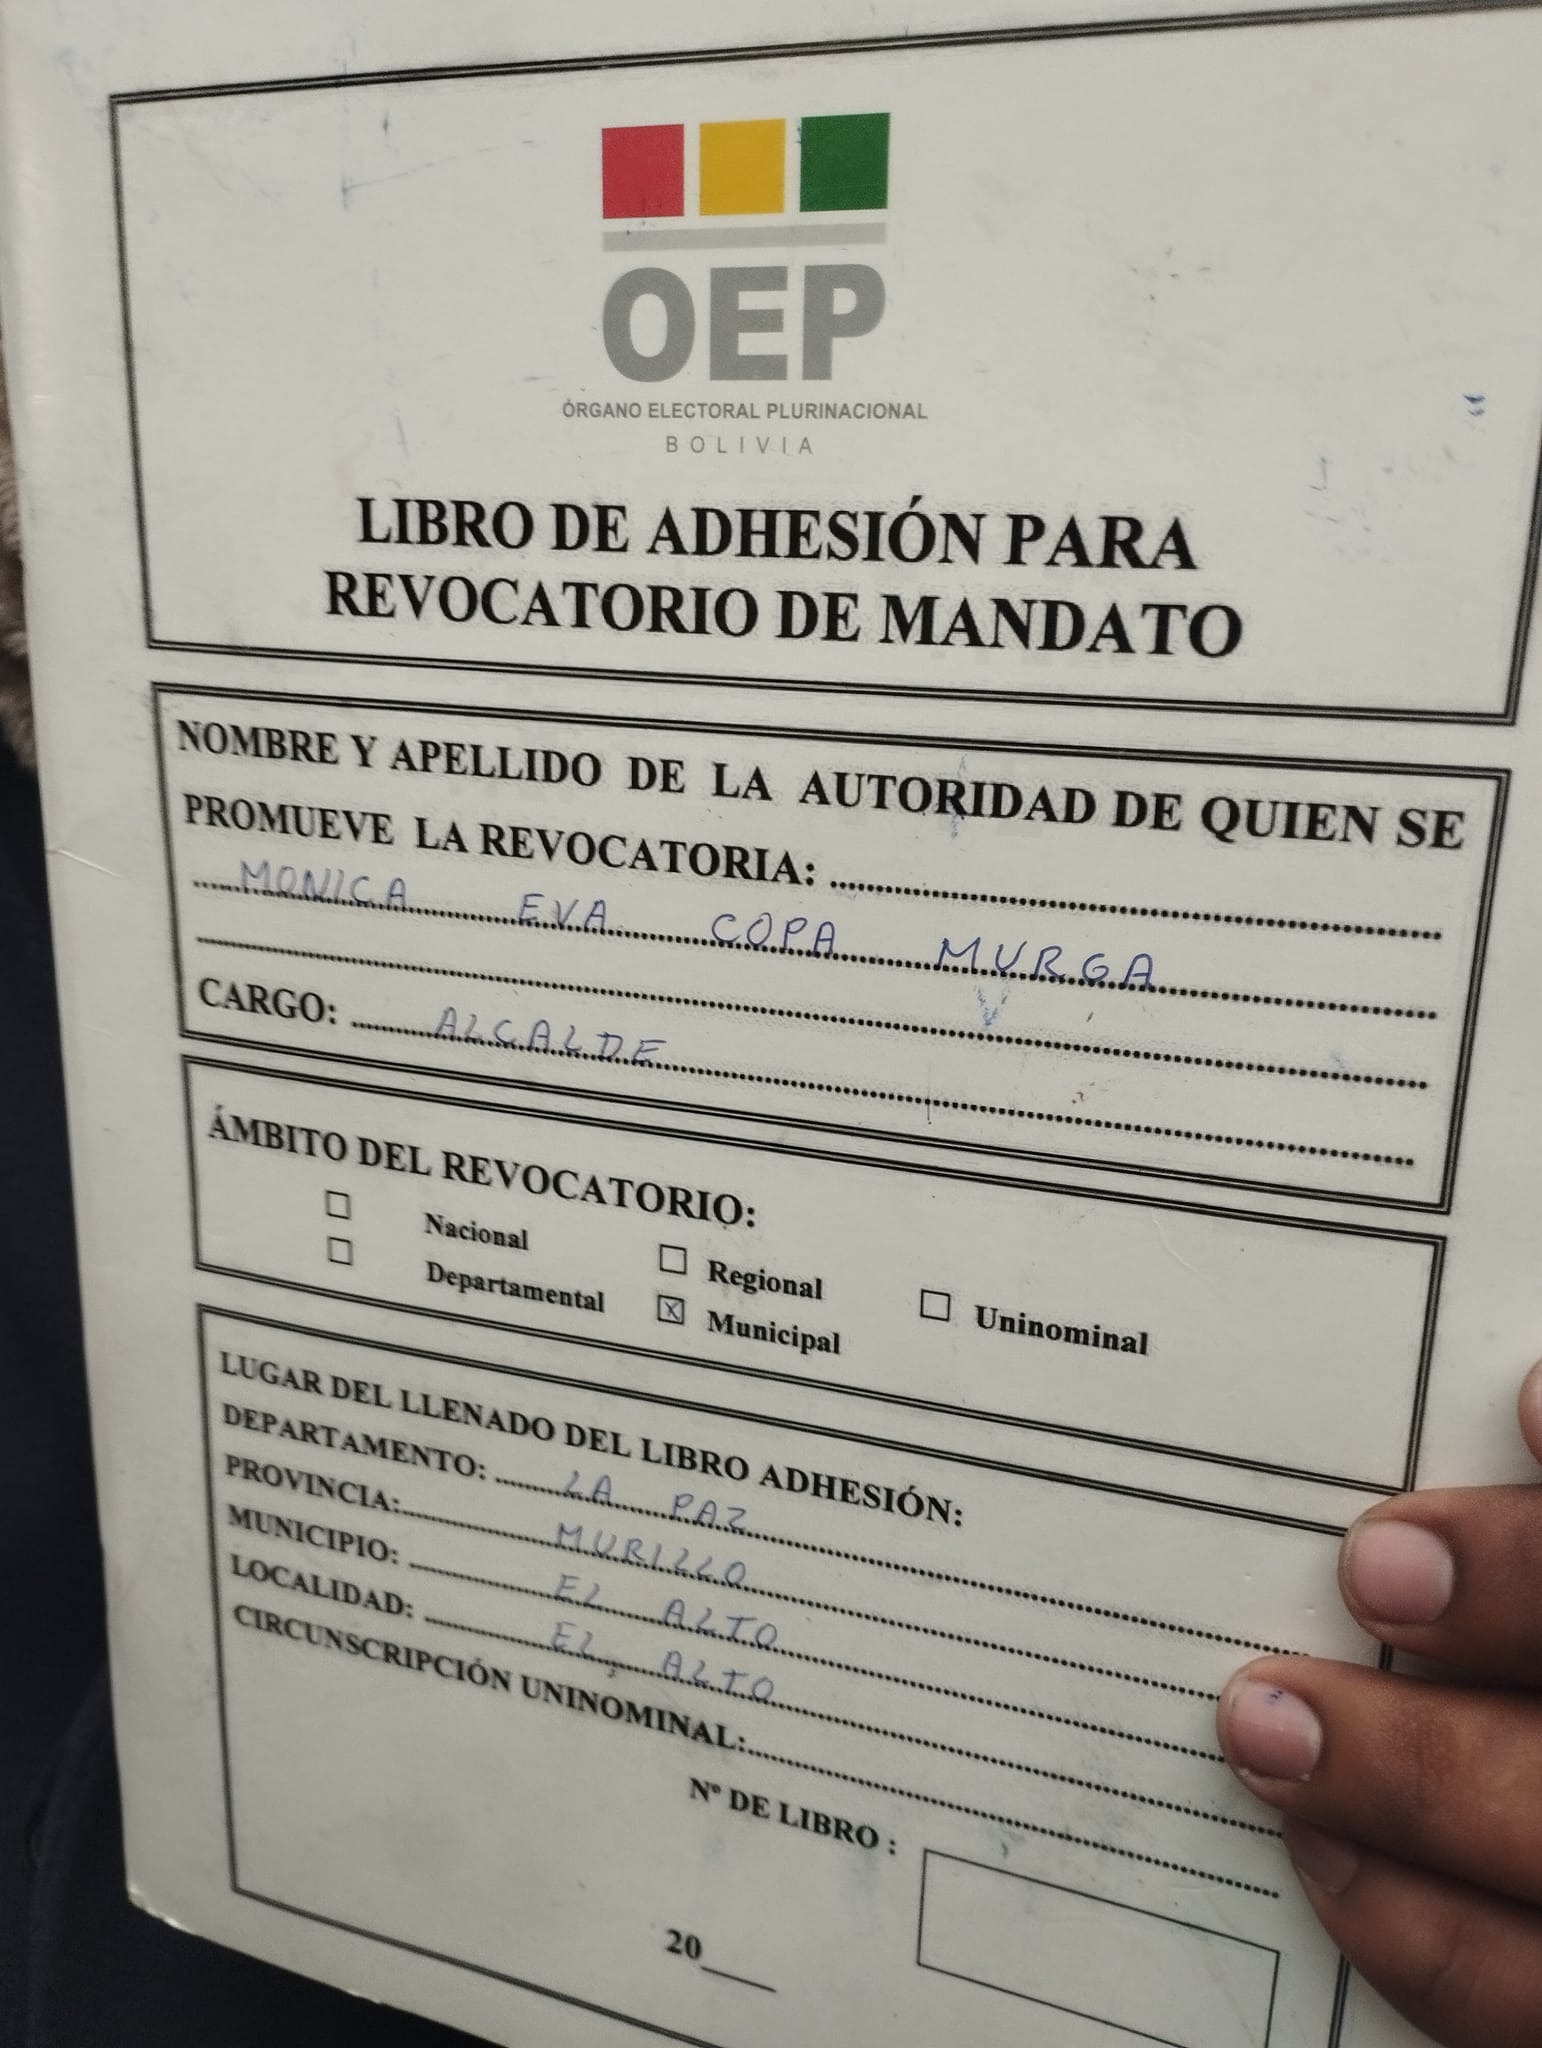 OEP
ÓRGANO ELECTORAL PLURINACIONAL
BOLIVIA
LIBRO DE ADHESIÓN PARA
REVOCATORIO DE MANDATO
NOMBRE Y APELLIDO DE LA AUTORIDAD DE QUIEN SE
PROMUEVE LA REVOCATORIA:
MONICA EVA COPA MURGA
CARGO: ALCALDE
ÁMBITO DEL REVOCATORIO:
Nacional
Regional
Uninominal
Departamental
X Municipal
LUGAR DEL LLENADO DEL LIBRO ADHESIÓN:
DEPARTAMENTO: LA PAZ
PROVINCIA: MURILLO
MUNICIPIO: EL ALTO
LOCALIDAD: EL ALTO
CIRCUNSCRIPCIÓN UNINOMINAL:
Nº DE LIBRO :
20___